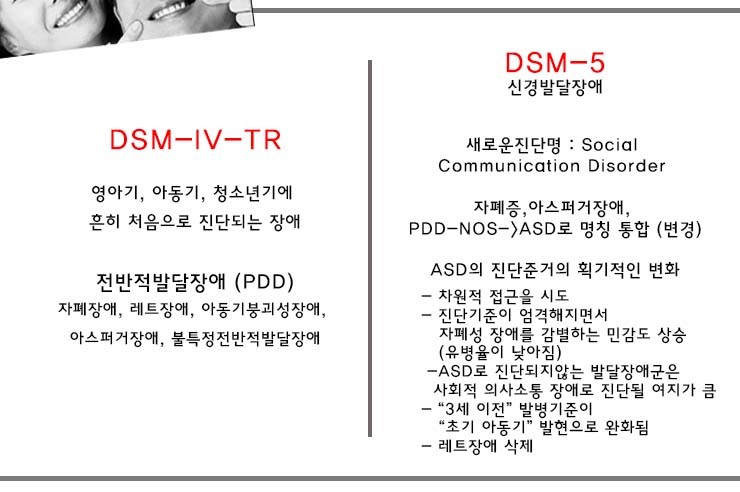 DSM-IV-TR
영아기, 아동기, 청소년기에
흔히 처음으로 진단되는 장애
전반적발달장애 (PDD)
자폐장애, 레트장애, 아동기붕괴성장애,
아스퍼거장애, 불특정전반적발달장애
DSM-5
신경발달장애
새로운진단명 : Social
Communication Disorder
자폐증,아스퍼거장애,
PDD-NOS->ASD로 명칭 통합 (변경)
ASD의 진단준거의 획기적인 변화
- 차원적 접근을 시도
- 진단기준이 엄격해지면서
자폐성 장애를 감별하는 민감도 상승
(유병율이 낮아짐)
-ASD로 진단되지않는 발달장애군은
사회적 의사소통 장애로 진단될 여지가 큼
- “3세 이전” 발병기준이
“초기 아동기” 발현으로 완화됨
- 레트장애 삭제